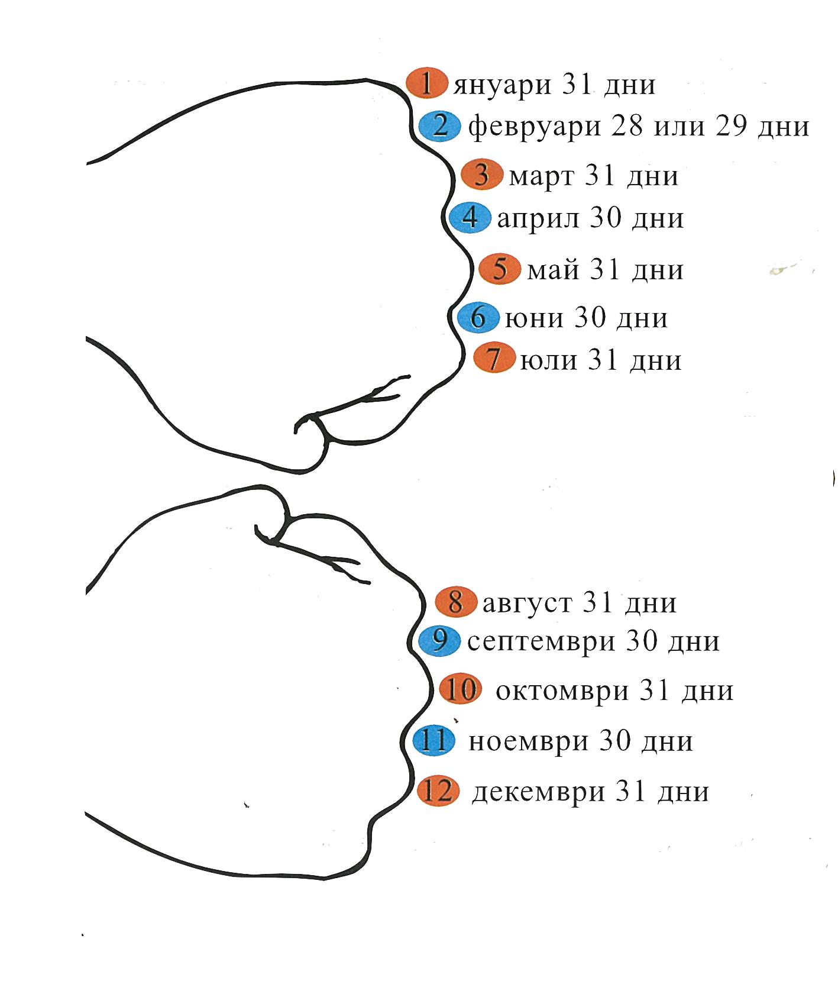 1 януари 31 дни
2 февруари 28 или 29 дни
3 март 31 дни
4 април 30 дни
5 май 31 дни
6 юни 30 дни
7 юли 31 дни
8 август 31 дни
9 септември 30 дни
10 октомври 31 дни
11 ноември 30 дни
12 декември 31 дни